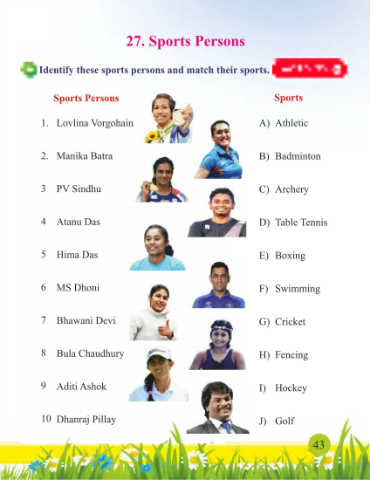 27. Sports Persons
Identify these sports persons and match their sports.
Sports Persons
Sports
1. Lovlina Vorgohain
A) Athletic
2. Manika Batra
B) Badminton
3 PV Sindhu
C) Archery
4 Atanu Das
D) Table Tennis
5 Hima Das
E) Boxing
6 MS Dhoni
F) Swimming
7 Bhawani Devi
G) Cricket
8 Bula Chaudhury
H) Fencing
9 Aditi Ashok
I) Hockey
10 Dhanraj Pillay
J) Golf
43